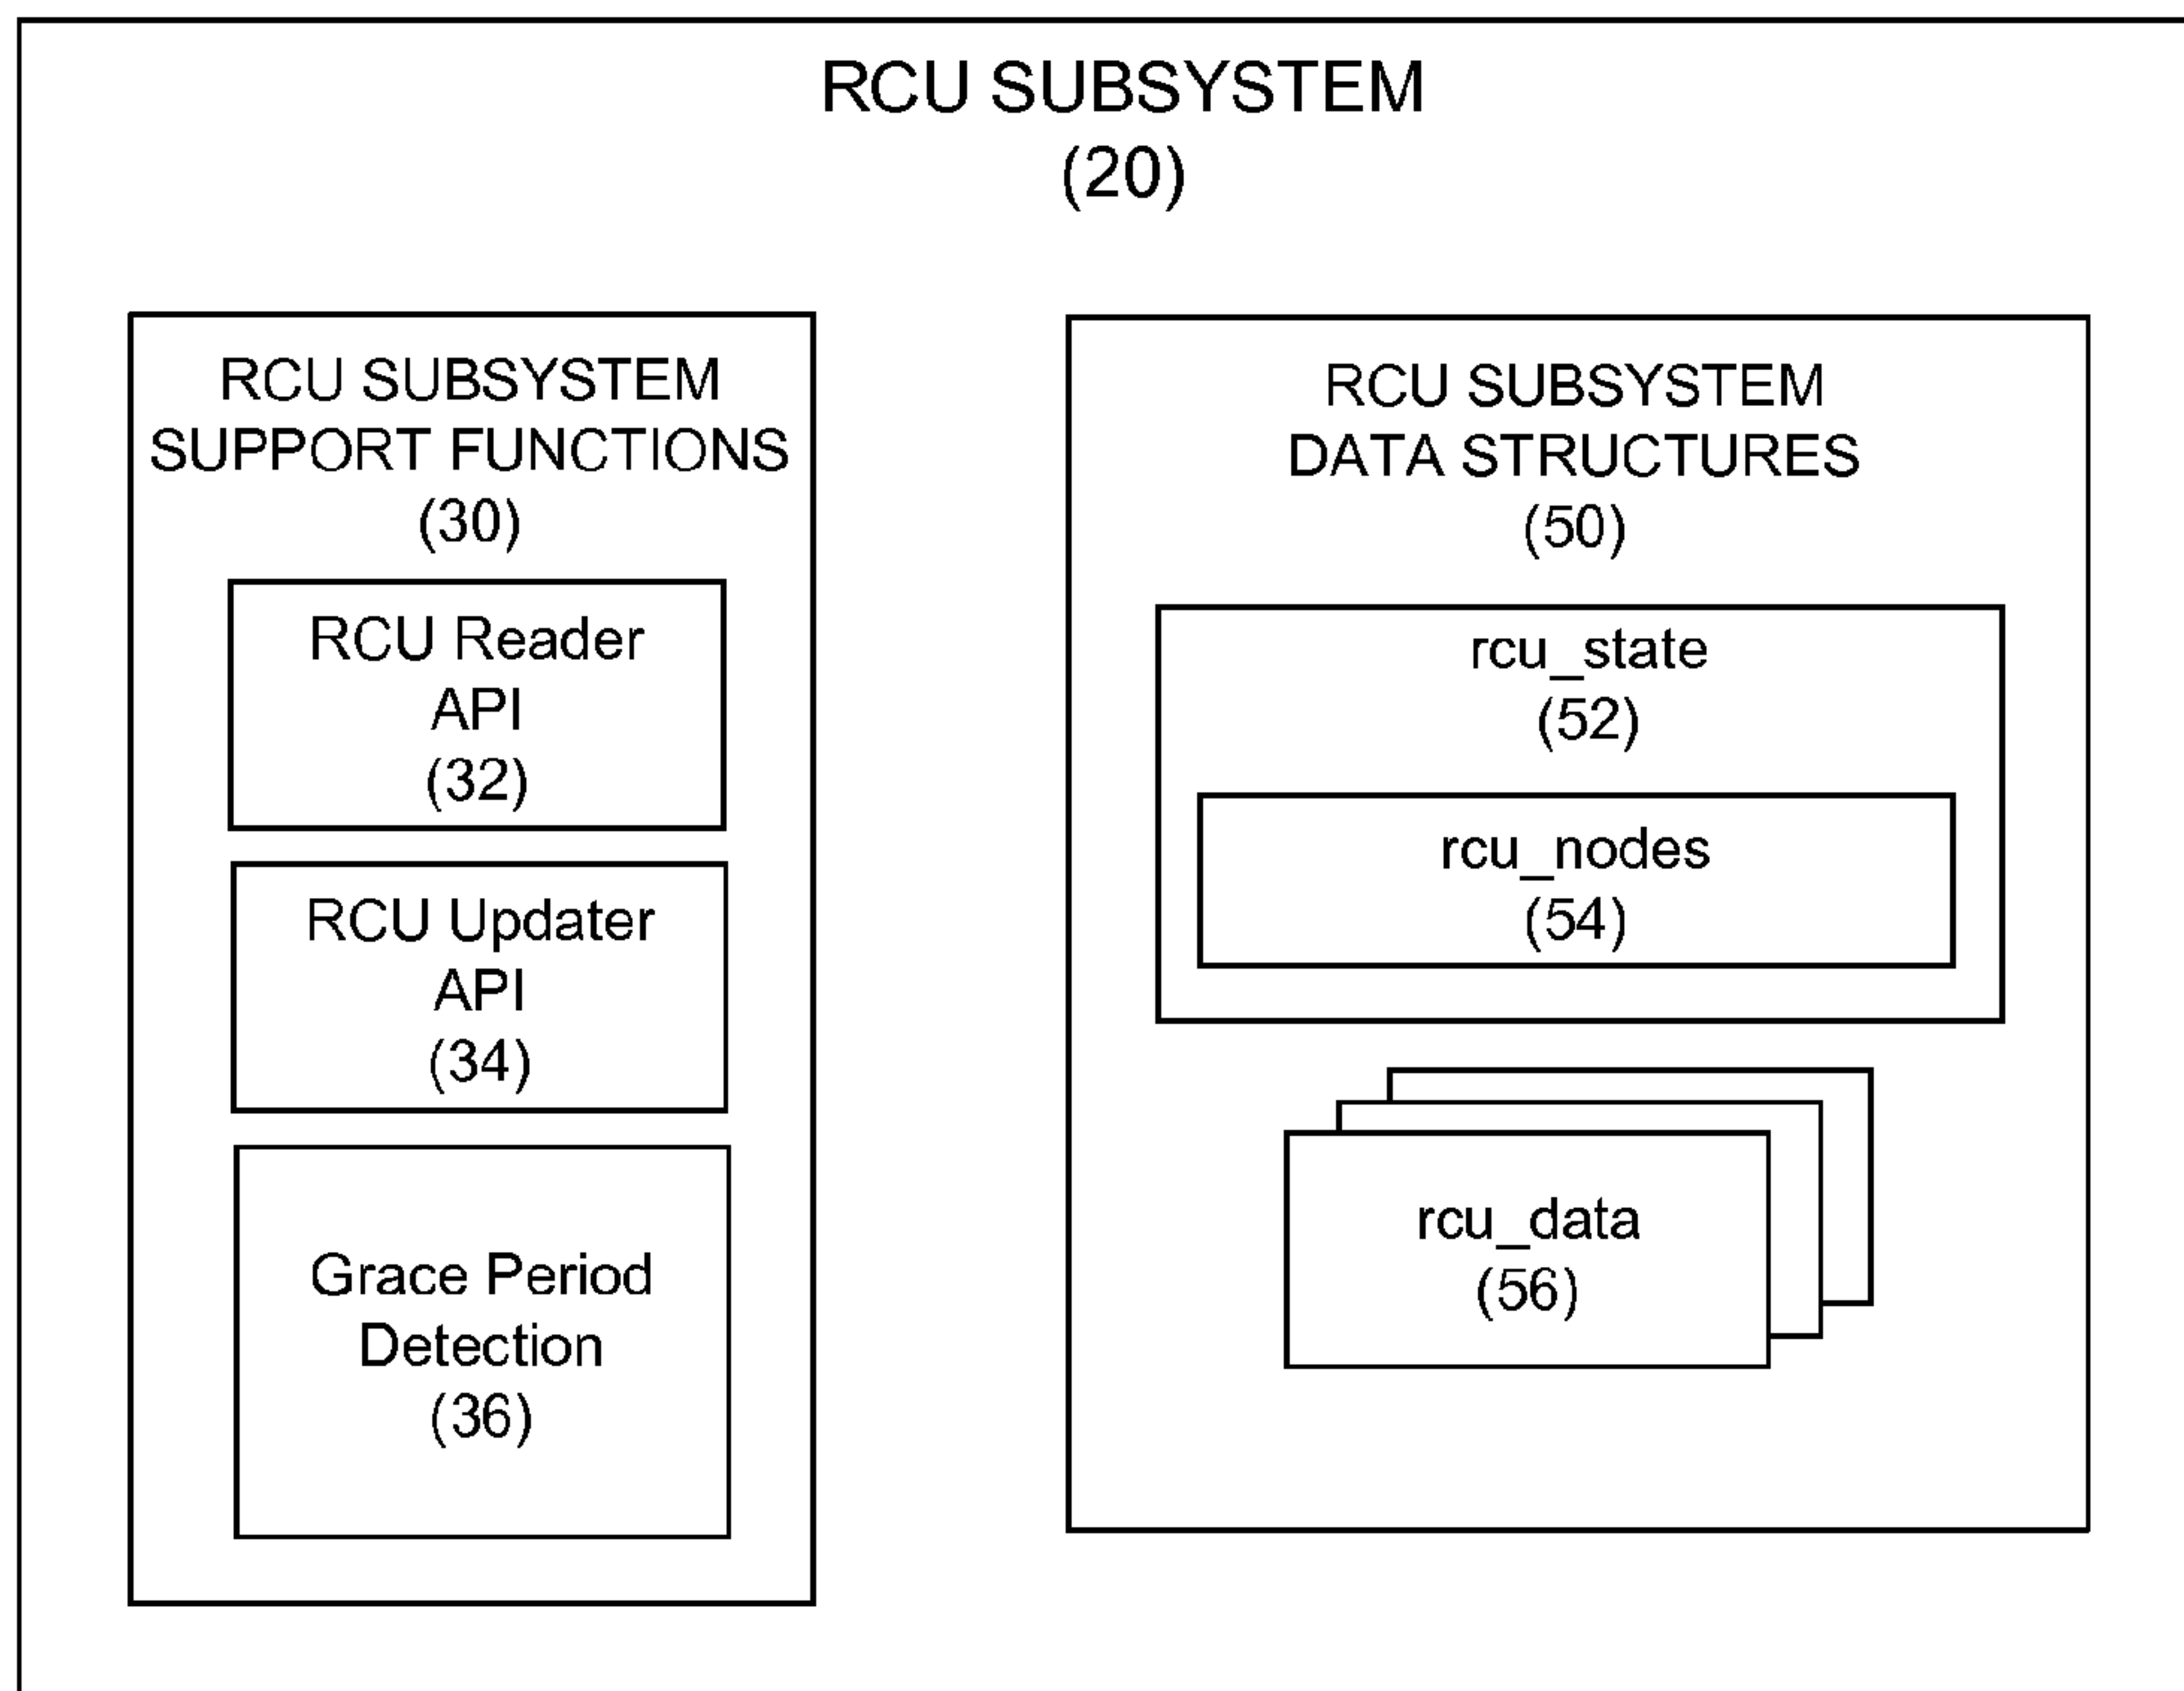 RCU SUBSYSTEM
(20)
RCU SUBSYSTEM
SUPPORT FUNCTIONS
(30)
RCU Reader
API
(32)
RCU Updater
API
(34)
Grace Period
Detection
(36)
RCU SUBSYSTEM
DATA STRUCTURES
(50)
rcu_state
(52)
rcu_nodes
(54)
rcu_data
(56)